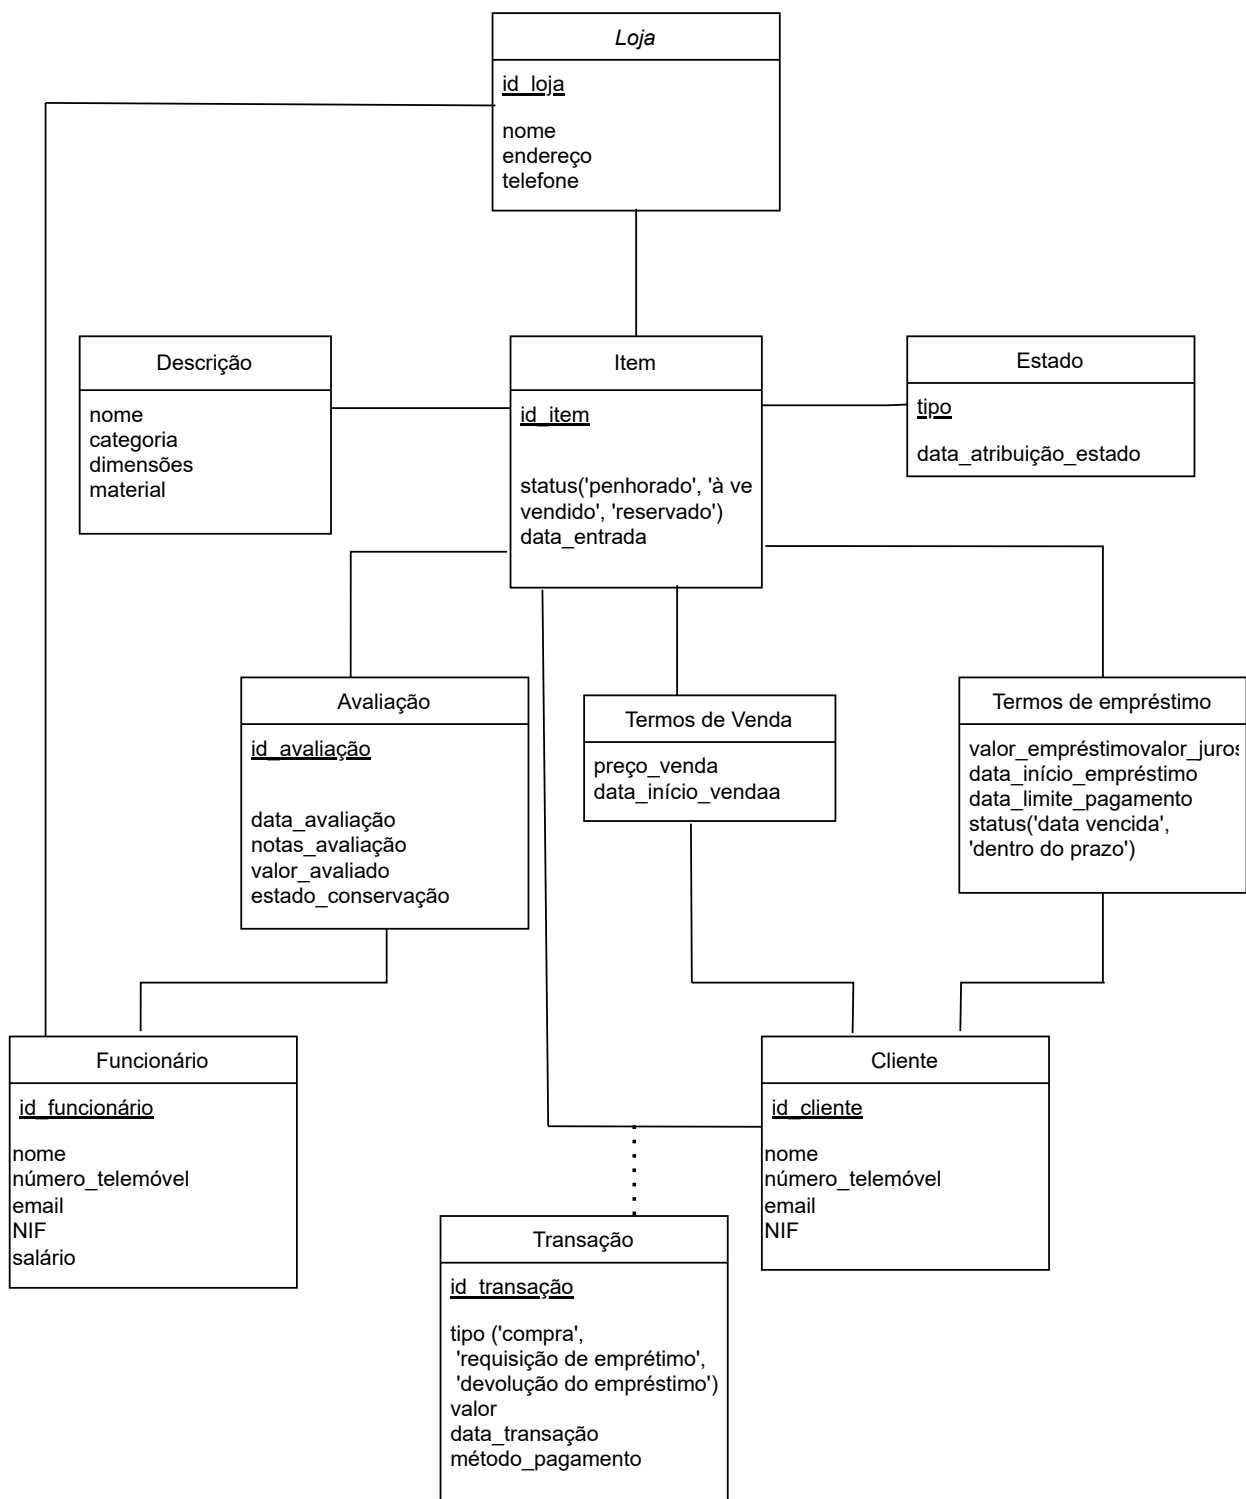 Loja
id_loja
nome
endereço
telefone
Descrição
nome
categoria
dimensões
material
Item
id_item
status('penhorado', 'à ve
vendido', 'reservado')
data_entrada
Estado
tipo
data_atribuição_estado
Avaliação
id_avaliação
data_avaliação
notas_avaliação
valor_avaliado
estado_conservação
Termos de Venda
preço_venda
data_início_vendaa
Termos de empréstimo
valor_empréstimovalor_juros
data_início_empréstimo
data_limite_pagamento
status('data vencida',
'dentro do prazo')
Funcionário
id_funcionário
nome
número_telemóvel
email
NIF
salário
Cliente
id_cliente
nome
número_telemóvel
email
NIF
Transação
id_transação
tipo ('compra',
'requisição de emprétimo',
'devolução do empréstimo')
valor
data_transação
método_pagamento